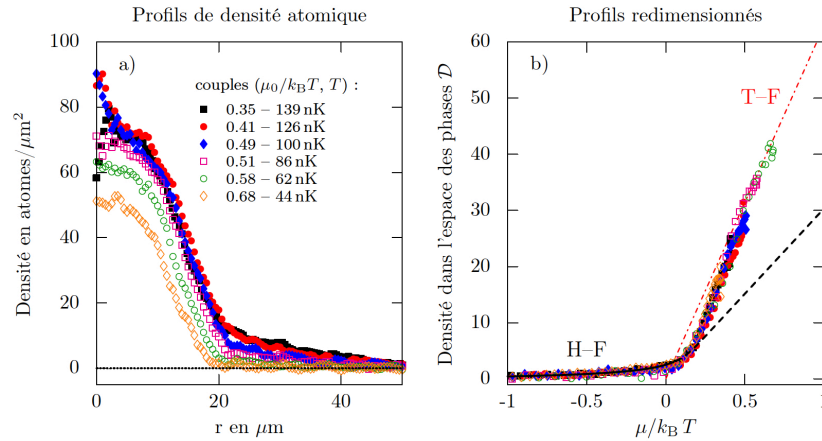 Profils de densité atomique
Profils redimensionnés
100
80
60
40
20
0
Densité en atomes/μm²
a)
couples (μ₀/k_BT, T) :
0.35 – 139 nK
0.41 – 126 nK
0.49 – 100 nK
0.51 – 86 nK
0.58 – 62 nK
0.68 – 44 nK
0
20
40
r en μm
60
50
40
30
20
10
0
Densité dans l'espace des phases 𝒟
b)
T–F
H–F
-1
-0.5
0
0.5
1
μ/k_B T